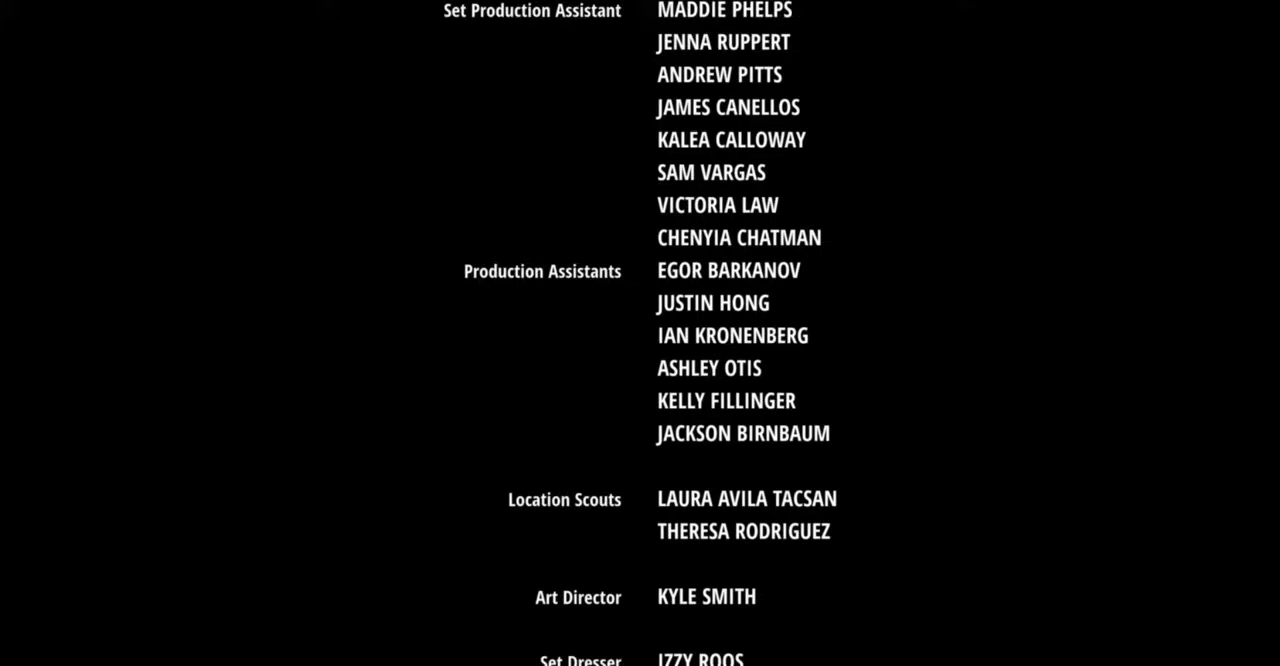 Set Production Assistant MADDIE PHELPS
JENNA RUPPERT
ANDREW PITTS
JAMES CANELLOS
KALEA CALLOWAY
SAM VARGAS
VICTORIA LAW
CHENYIA CHATMAN
Production Assistants EGOR BARKANOV
JUSTIN HONG
IAN KRONENBERG
ASHLEY OTIS
KELLY FILLINGER
JACKSON BIRNBAUM
Location Scouts LAURA AVILA TACSAN
THERESA RODRIGUEZ
Art Director KYLE SMITH
Set Dresser IZZY ROOS